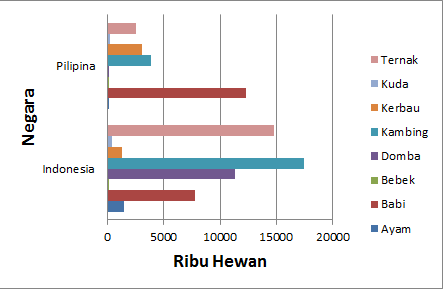 Negara
Pilipina
Indonesia
0 5000 10000 15000 20000
Ribu Hewan
Ternak
Kuda
Kerbau
Kambing
Domba
Bebek
Babi
Ayam